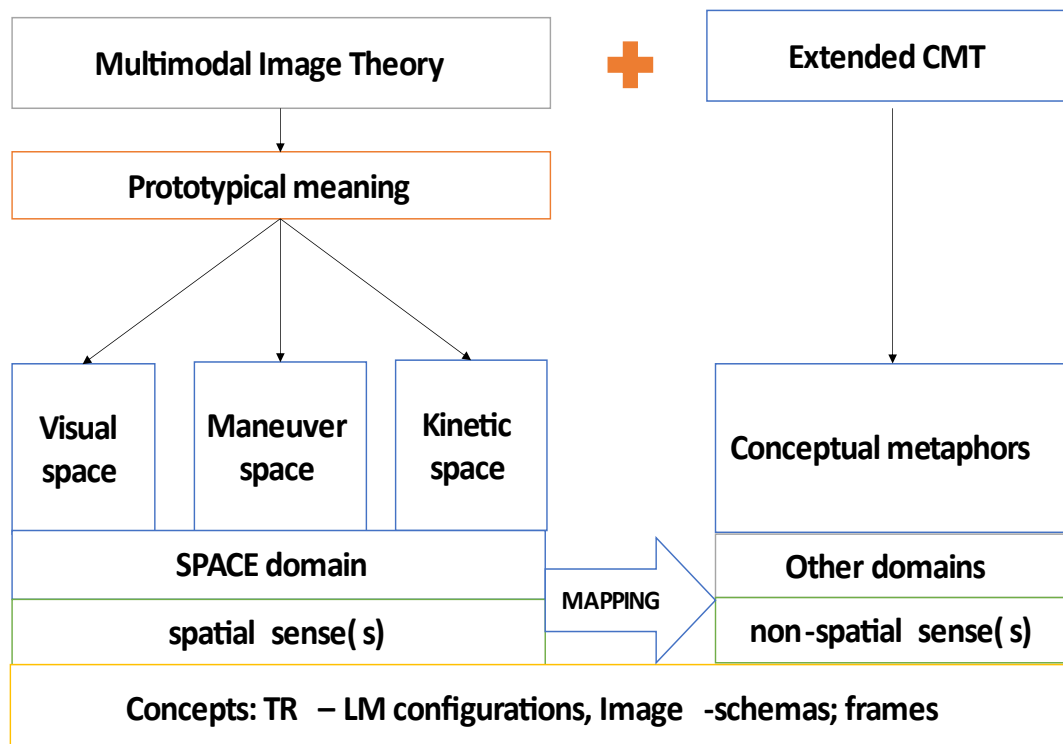 Multimodal Image Theory
Extended CMT
Prototypical meaning
Visual
space
Maneuver
space
Kinetic
space
Conceptual metaphors
SPACE domain
Other domains
MAPPING
spatial sense( s)
non-spatial sense( s)
Concepts: TR – LM configurations, Image -schemas; frames